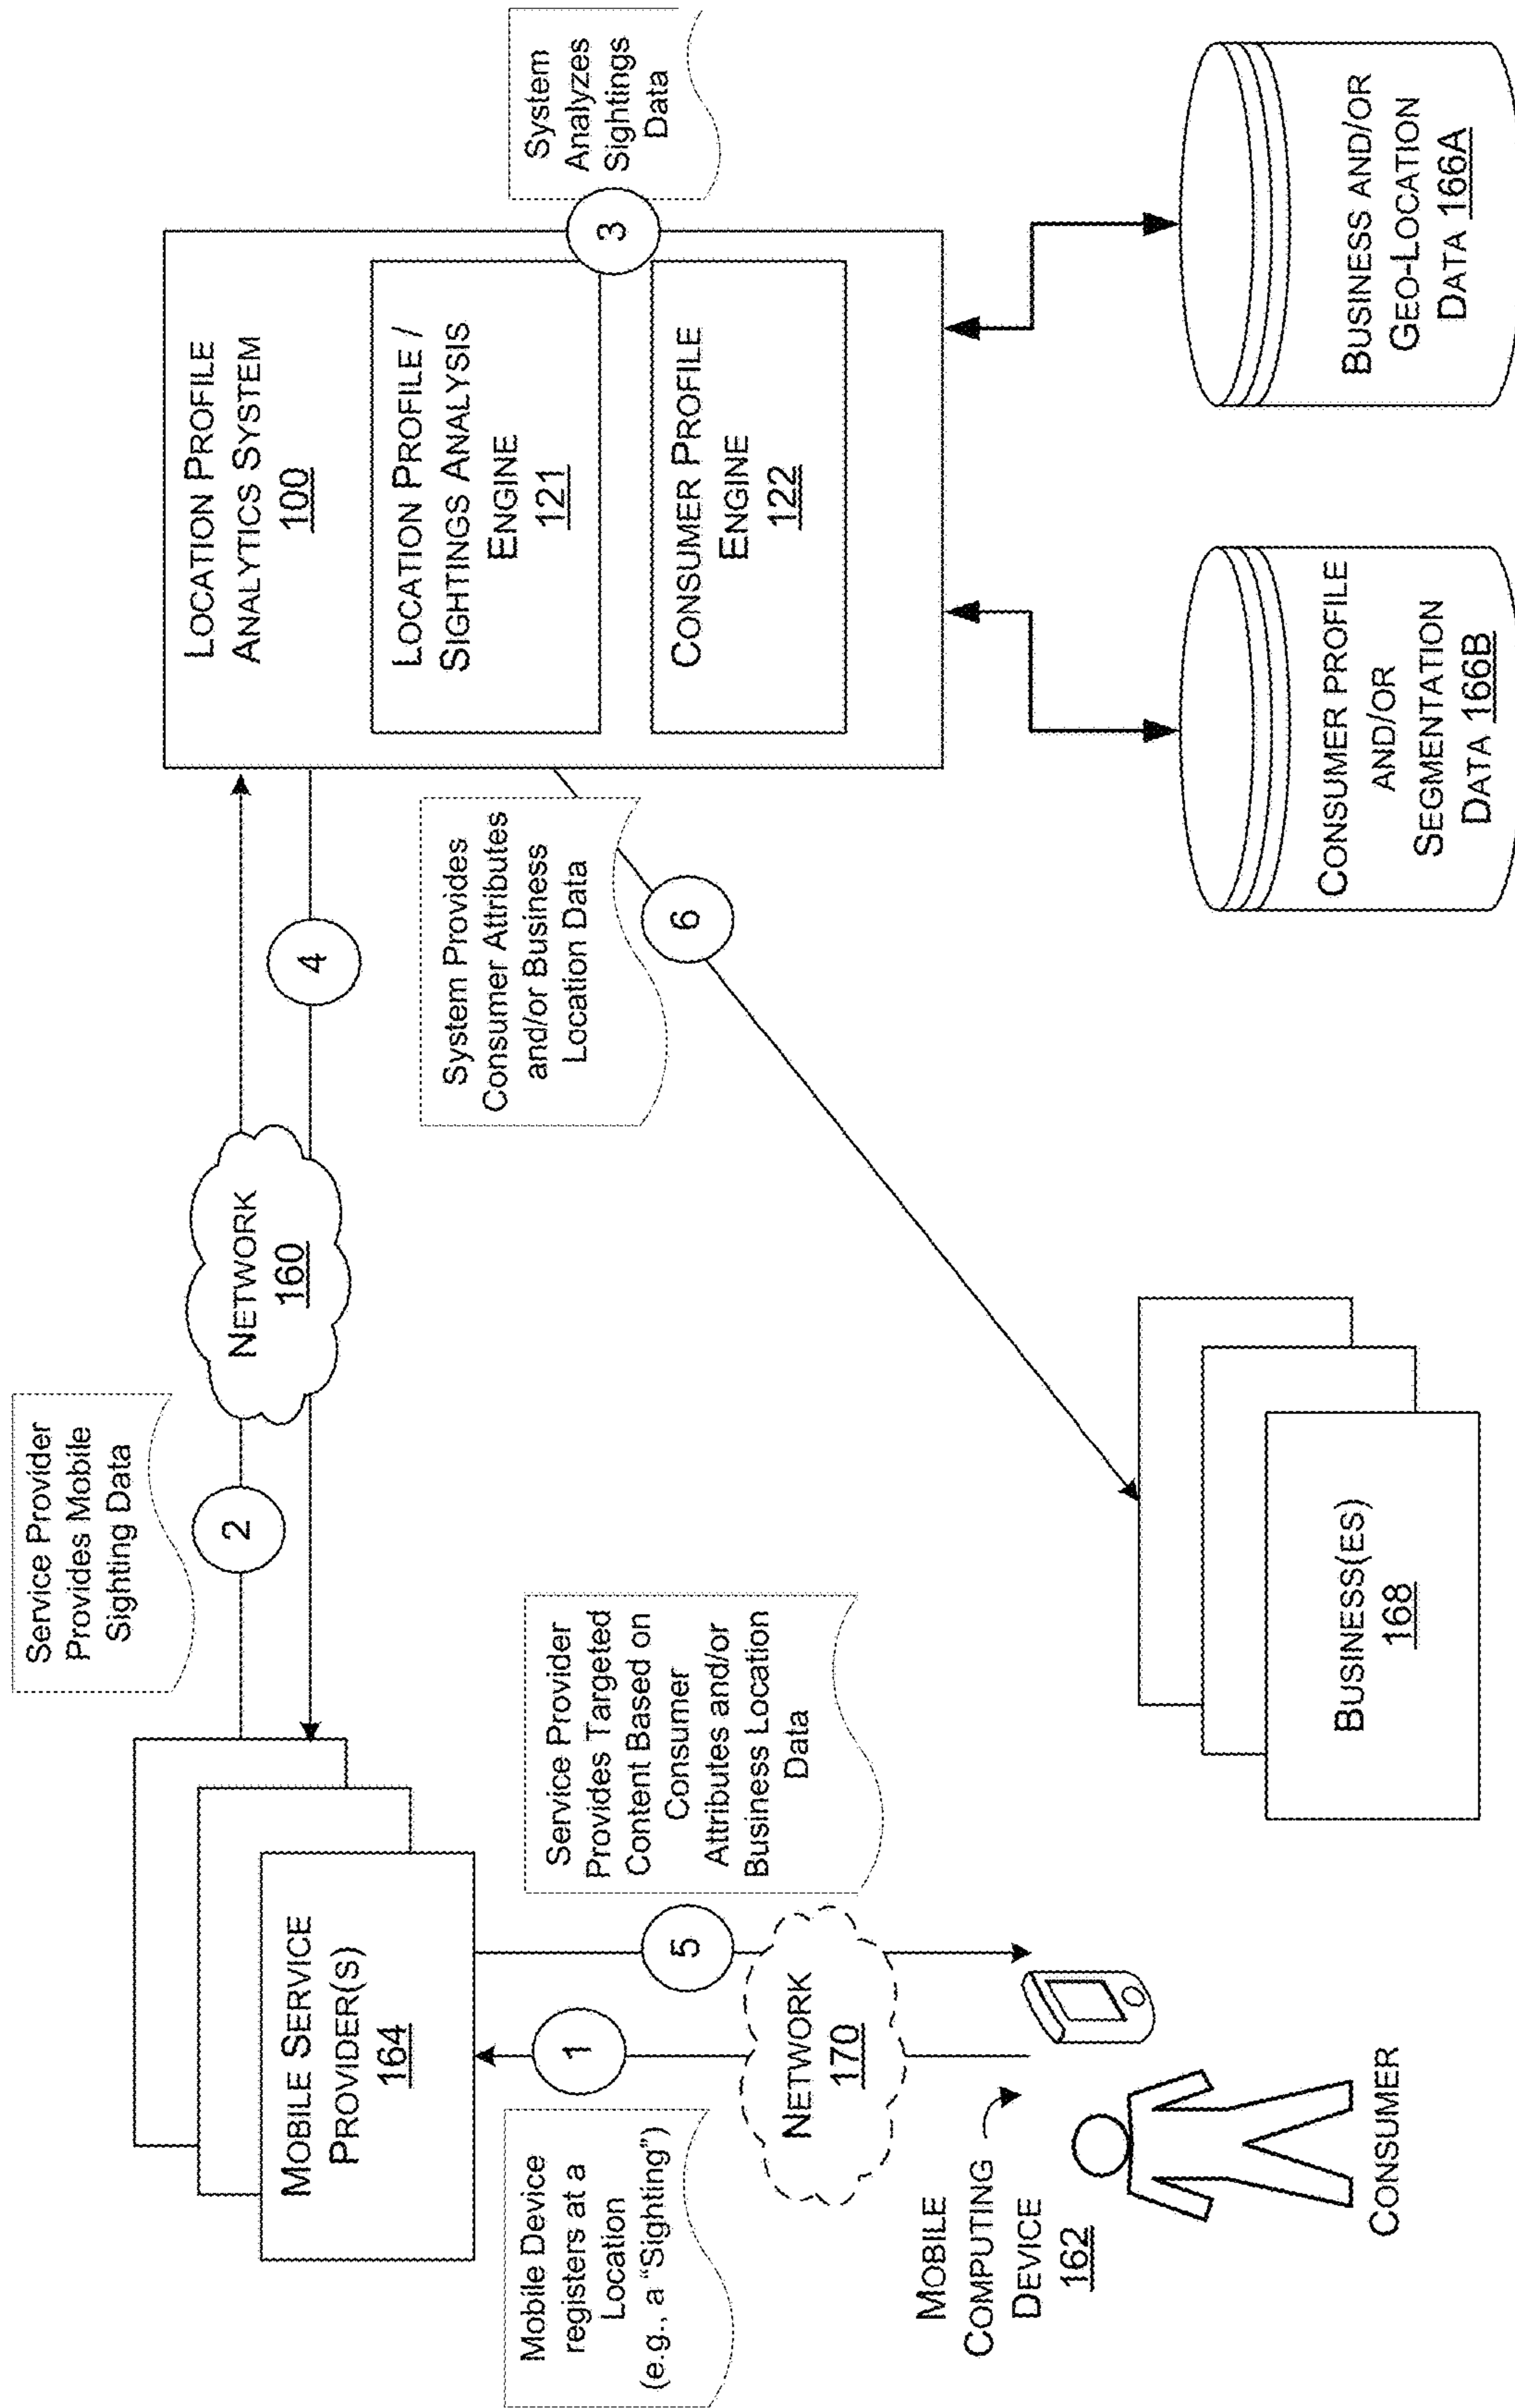 Service Provider
Provides Mobile
Sighting Data
MOBILE SERVICE
PROVIDER(S)
164
2
NETWORK
160
4
LOCATION PROFILE
ANALYTICS SYSTEM
100
LOCATION PROFILE /
SIGHTINGS ANALYSIS
ENGINE
121
CONSUMER PROFILE
ENGINE
122
3
System
Analyzes
Sightings
Data
System Provides
Consumer Attributes
and/or Business
Location Data
6
Mobile Device
registers at a
Location
(e.g., a “Sighting”)
1
5
Service Provider
Provides Targeted
Content Based on
Consumer
Attributes and/or
Business Location
Data
NETWORK
170
MOBILE
COMPUTING
DEVICE
162
CONSUMER
BUSINESS(ES)
168
CONSUMER PROFILE
AND/OR
SEGMENTATION
DATA 166B
BUSINESS AND/OR
GEO-LOCATION
DATA 166A